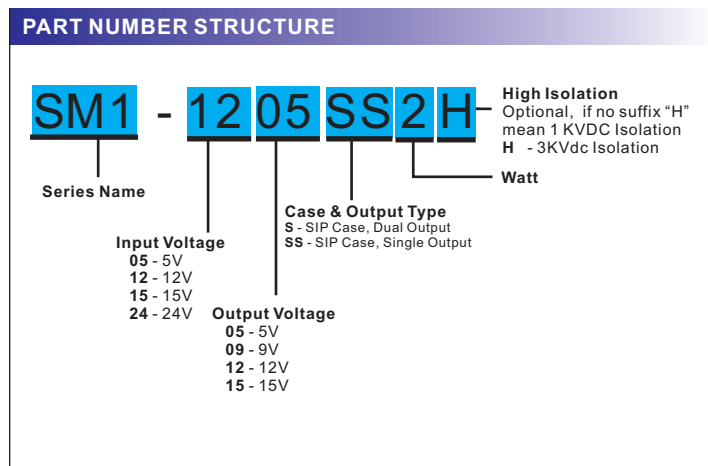 PART NUMBER STRUCTURE
SM1 - 12 05 SS 2 H
High Isolation
Optional, if no suffix “H”
mean 1 KVDC Isolation
H - 3KVdc Isolation
Watt
Series Name
Case & Output Type
S - SIP Case, Dual Output
SS - SIP Case, Single Output
Input Voltage
05 - 5V
12 - 12V
15 - 15V
24 - 24V
Output Voltage
05 - 5V
09 - 9V
12 - 12V
15 - 15V